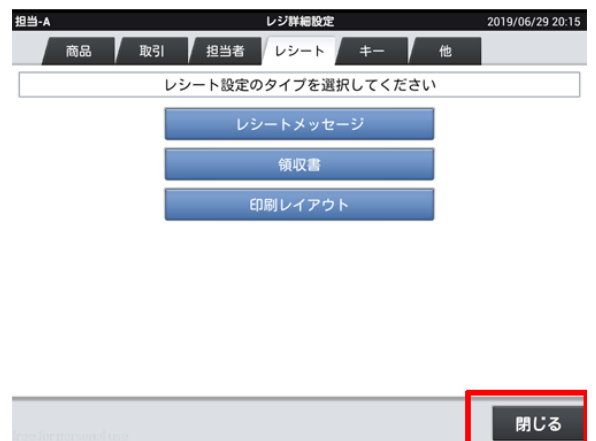 担当-A レジ詳細設定 2019/06/29 20:15
商品 取引 担当者 レシート キー 他
レシート設定のタイプを選択してください
レシートメッセージ
領収書
印刷レイアウト
閉じる